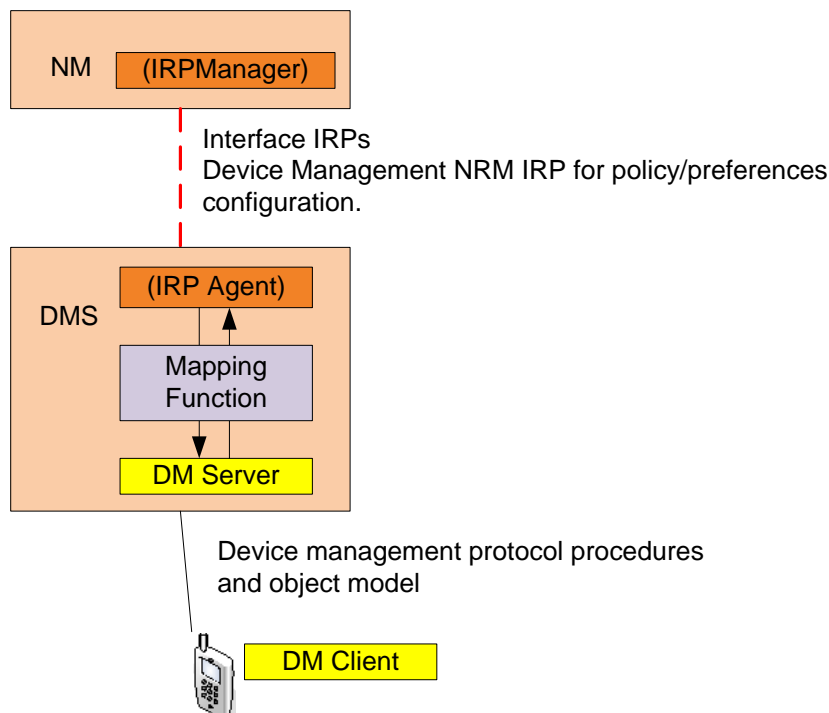 NM
(IRPManager)
Interface IRPs
Device Management NRM IRP for policy/preferences
configuration.
(IRP Agent)
DMS
Mapping
Function
DM Server
Device management protocol procedures
and object model
DM Client